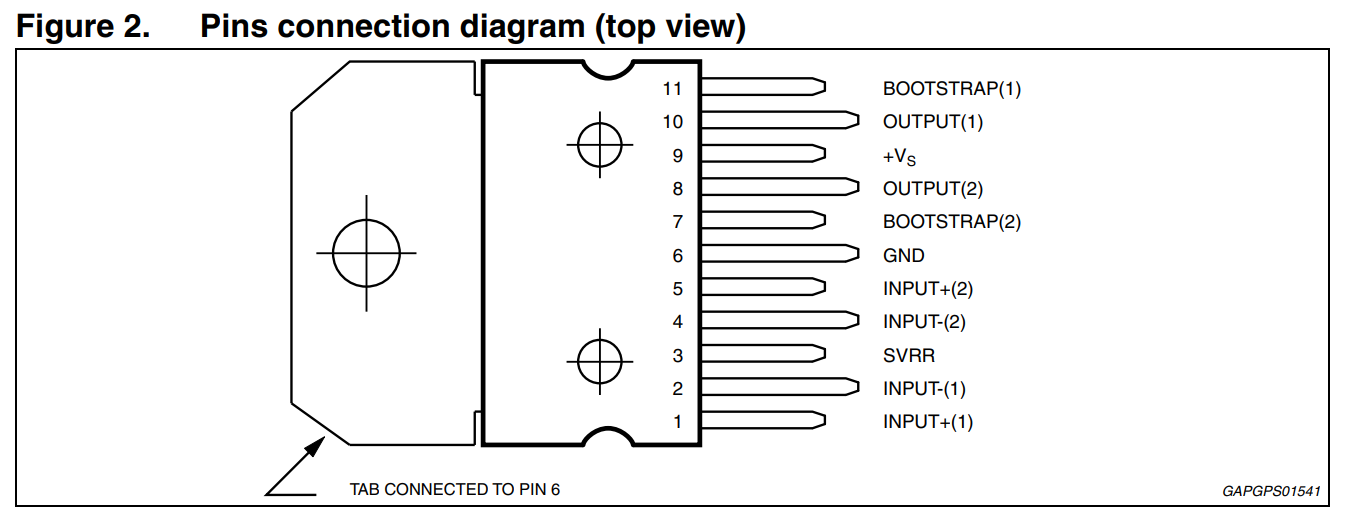 Figure 2. Pins connection diagram (top view)
11 BOOTSTRAP(1)
10 OUTPUT(1)
9 +VS
8 OUTPUT(2)
7 BOOTSTRAP(2)
6 GND
5 INPUT+(2)
4 INPUT-(2)
3 SVRR
2 INPUT-(1)
1 INPUT+(1)
TAB CONNECTED TO PIN 6
GAPGPS01541